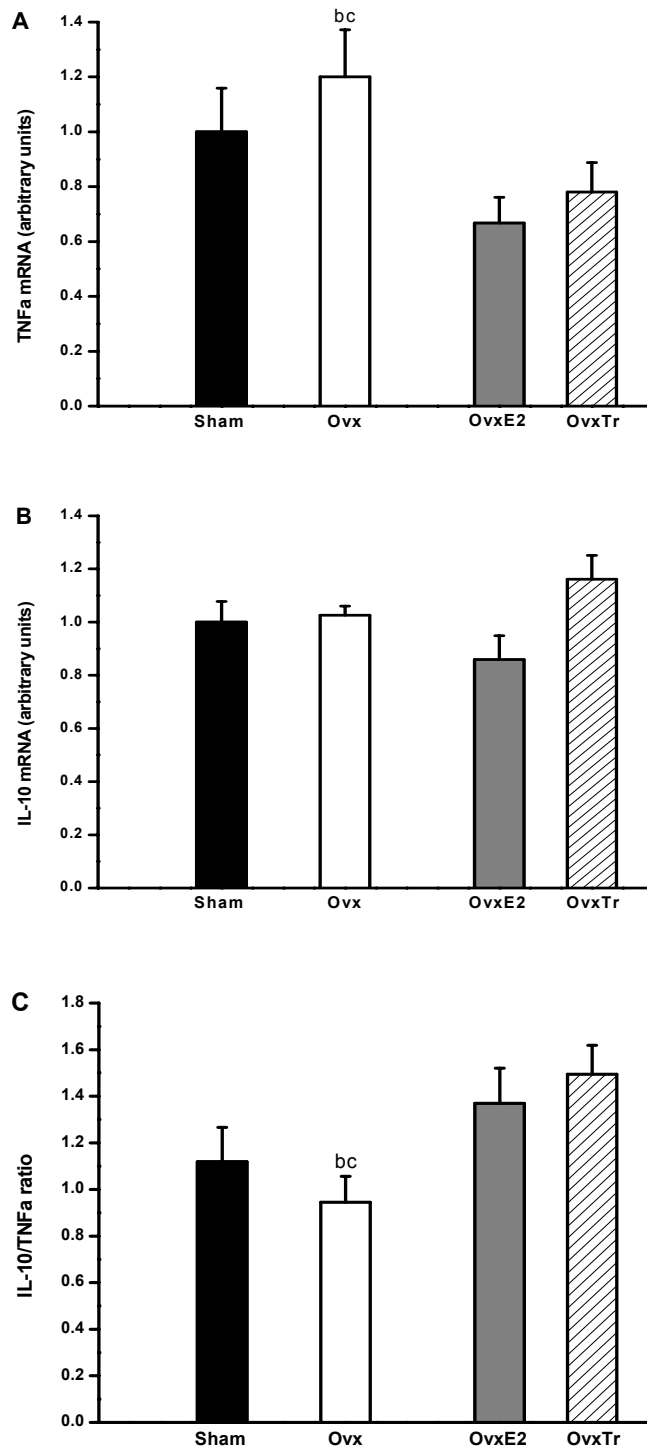 A
TNFa mRNA (arbitrary units)
1.4
1.2
1.0
0.8
0.6
0.4
0.2
0.0
bc
Sham
Ovx
OvxE2
OvxTr
B
IL-10 mRNA (arbitrary units)
1.4
1.2
1.0
0.8
0.6
0.4
0.2
0.0
Sham
Ovx
OvxE2
OvxTr
C
IL-10/TNFa ratio
1.8
1.6
1.4
1.2
1.0
0.8
0.6
0.4
0.2
0.0
bc
Sham
Ovx
OvxE2
OvxTr